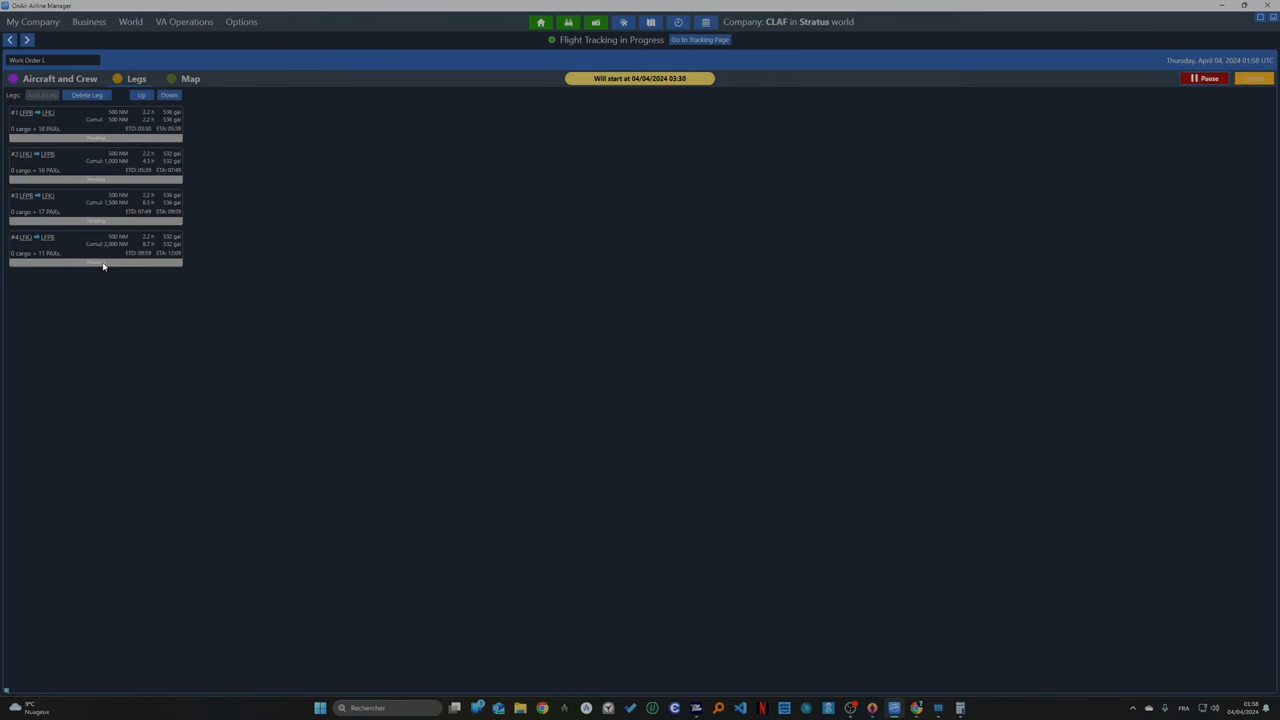 OnAir Airline Manager
My Company Business World VA Operations Options Company: CLAF in Stratus world
Flight Tracking in Progress Go to Tracking Page
Work Order L Thursday, April 04, 2024 01:58 UTC
Aircraft and Crew Legs Map Will start at 04/04/2024 03:30 Pause
Legs: Add a Leg Delete Leg Up Down
#1 LFPB LFKJ 500 NM 2.2 h 536 gal
Cumul: 500 NM 2,2 h 536 gal
0 cargo + 18 PAXs. ETD: 03:30 ETA: 05:39
Pending
#2 LFKJ LFPB 500 NM 2.2 h 532 gal
Cumul: 1,000 NM 4.3 h 532 gal
0 cargo + 16 PAXs. ETD: 05:39 ETA: 07:49
Pending
#3 LFPB LFKJ 500 NM 2.2 h 536 gal
Cumul: 1,500 NM 6.5 h 536 gal
0 cargo + 17 PAXs. ETD: 07:49 ETA: 09:59
Pending
#4 LFKJ LFPB 500 NM 2.2 h 532 gal
Cumul: 2,000 NM 8.7 h 532 gal
0 cargo + 11 PAXs. ETD: 09:59 ETA: 12:09
Pending
9°C
Nuageux
Rechercher
FRA
01:58
04/04/2024